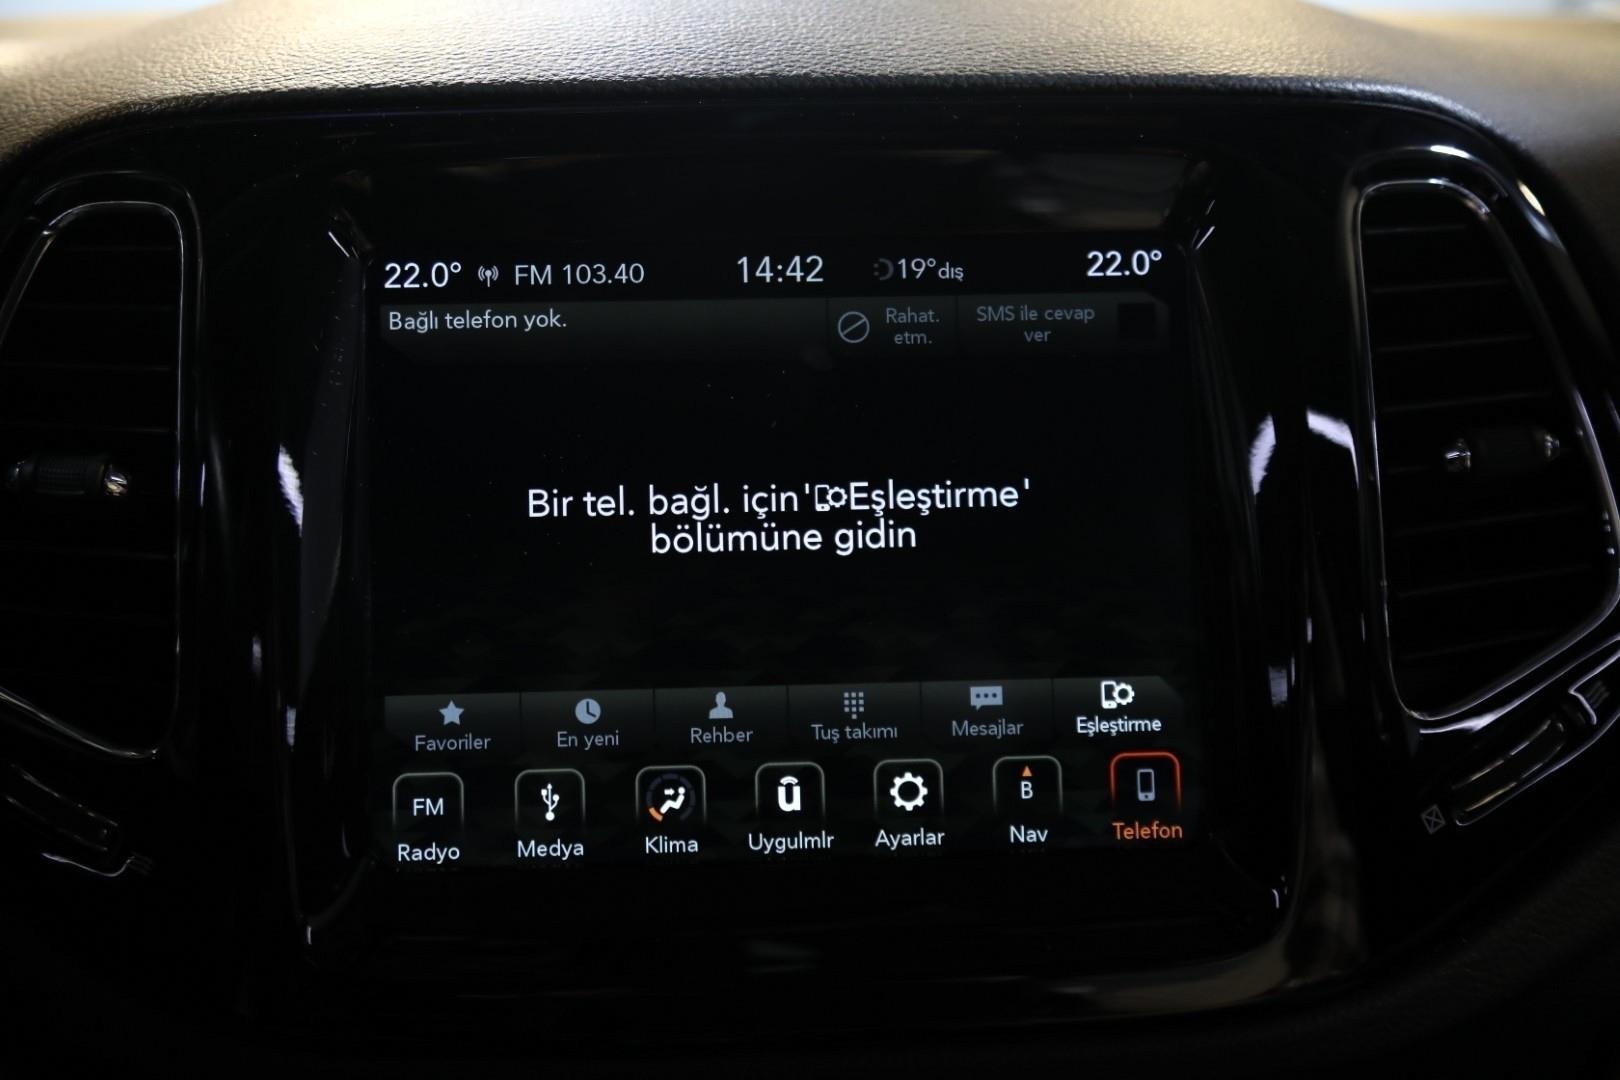 22.0° FM 103.40 14:42 19°dış 22.0°
Bağlı telefon yok.
Rahat.
etm.
SMS ile cevap
ver
Bir tel. bağl. için'Eşleştirme'
bölümüne gidin
Favoriler En yeni Rehber Tuş takımı Mesajlar Eşleştirme
FM B
Radyo Medya Klima Uygulmlr Ayarlar Nav Telefon